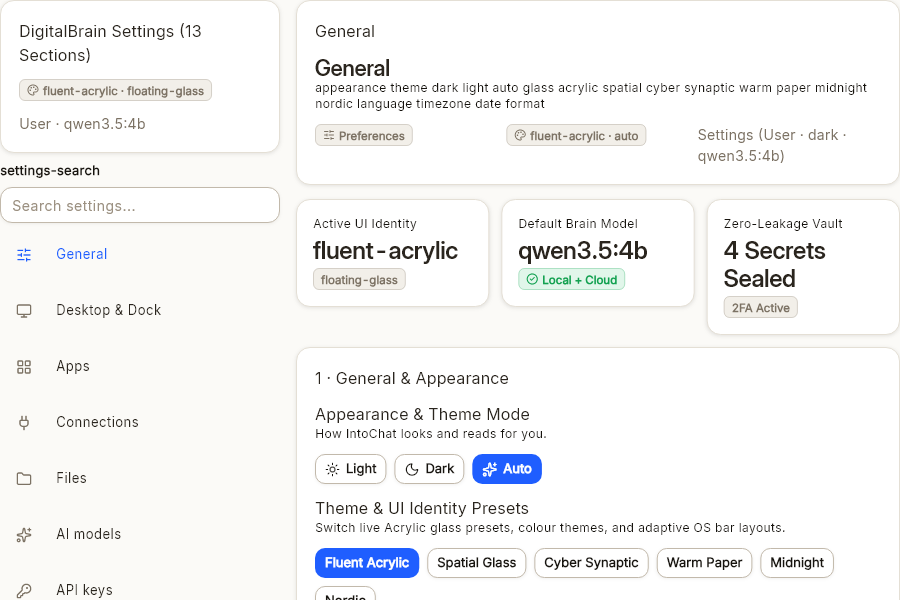 DigitalBrain Settings (13
Sections)
fluent-acrylic · floating-glass
User · qwen3.5:4b
settings-search
Search settings...
General
Desktop & Dock
Apps
Connections
Files
AI models
API keys
General
General
appearance theme dark light auto glass acrylic spatial cyber synaptic warm paper midnight
nordic language timezone date format
Preferences
fluent-acrylic · auto
Settings (User · dark ·
qwen3.5:4b)
Active UI Identity
fluent-acrylic
floating-glass
Default Brain Model
qwen3.5:4b
Local + Cloud
Zero-Leakage Vault
4 Secrets
Sealed
2FA Active
1 · General & Appearance
Appearance & Theme Mode
How IntoChat looks and reads for you.
Light
Dark
Auto
Theme & UI Identity Presets
Switch live Acrylic glass presets, colour themes, and adaptive OS bar layouts.
Fluent Acrylic
Spatial Glass
Cyber Synaptic
Warm Paper
Midnight
Nordic